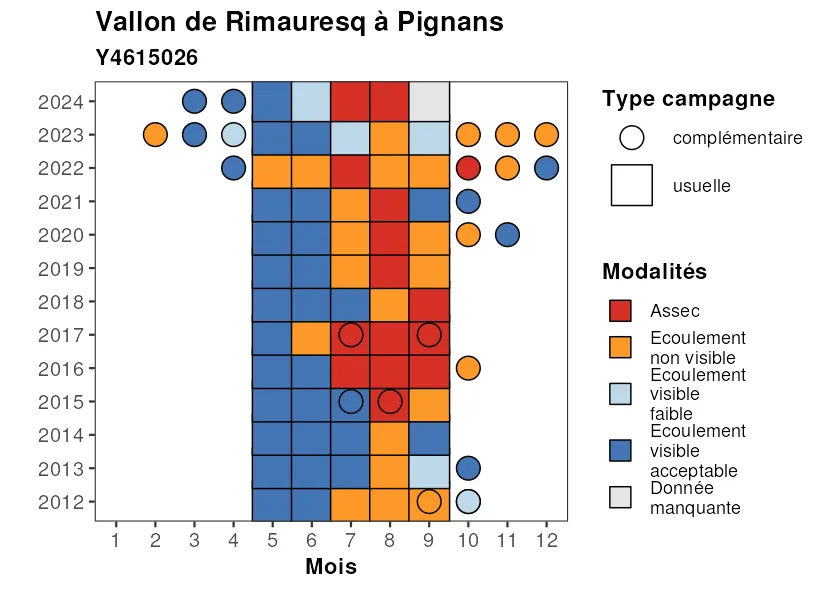 Vallon de Rimauresq à Pignans
Y4615026
2024
2023
2022
2021
2020
2019
2018
2017
2016
2015
2014
2013
2012
1 2 3 4 5 6 7 8 9 10 11 12
Mois
Type campagne
complémentaire
usuelle
Modalités
Assec
Ecoulement
non visible
Ecoulement
visible
faible
Ecoulement
visible
acceptable
Donnée
manquante